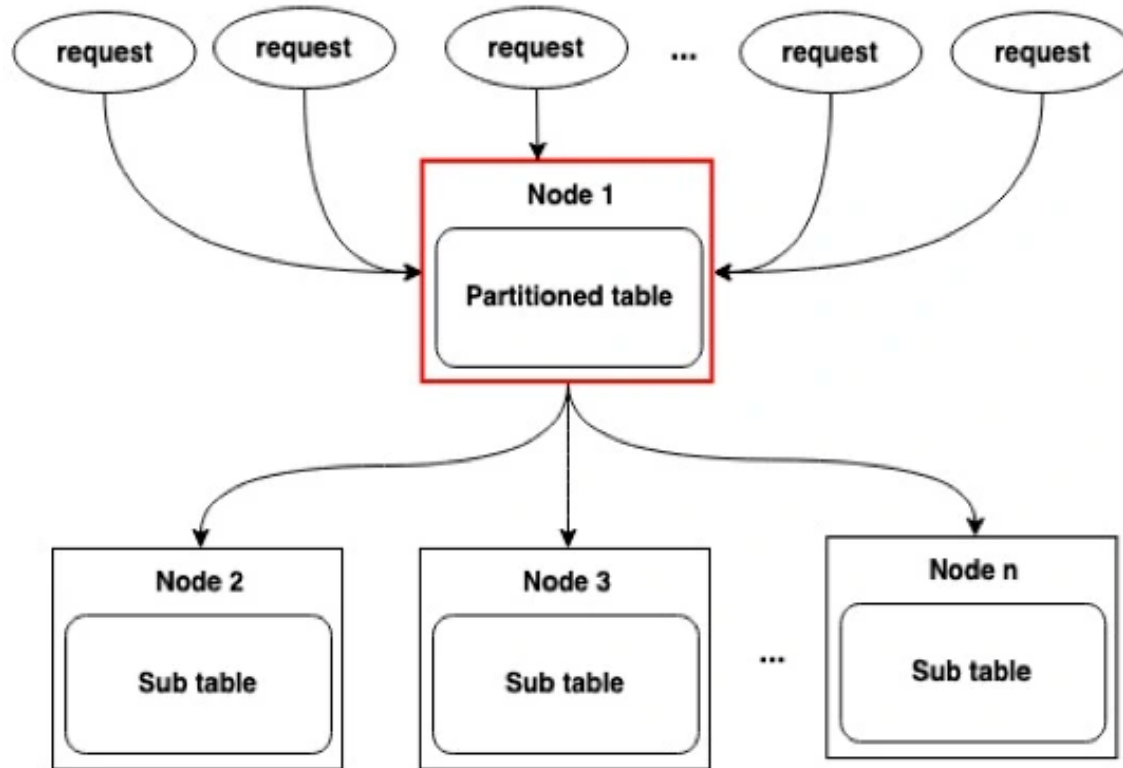 request
request
request
...
request
request
Node 1
Partitioned table
Node 2
Sub table
Node 3
Sub table
...
Node n
Sub table